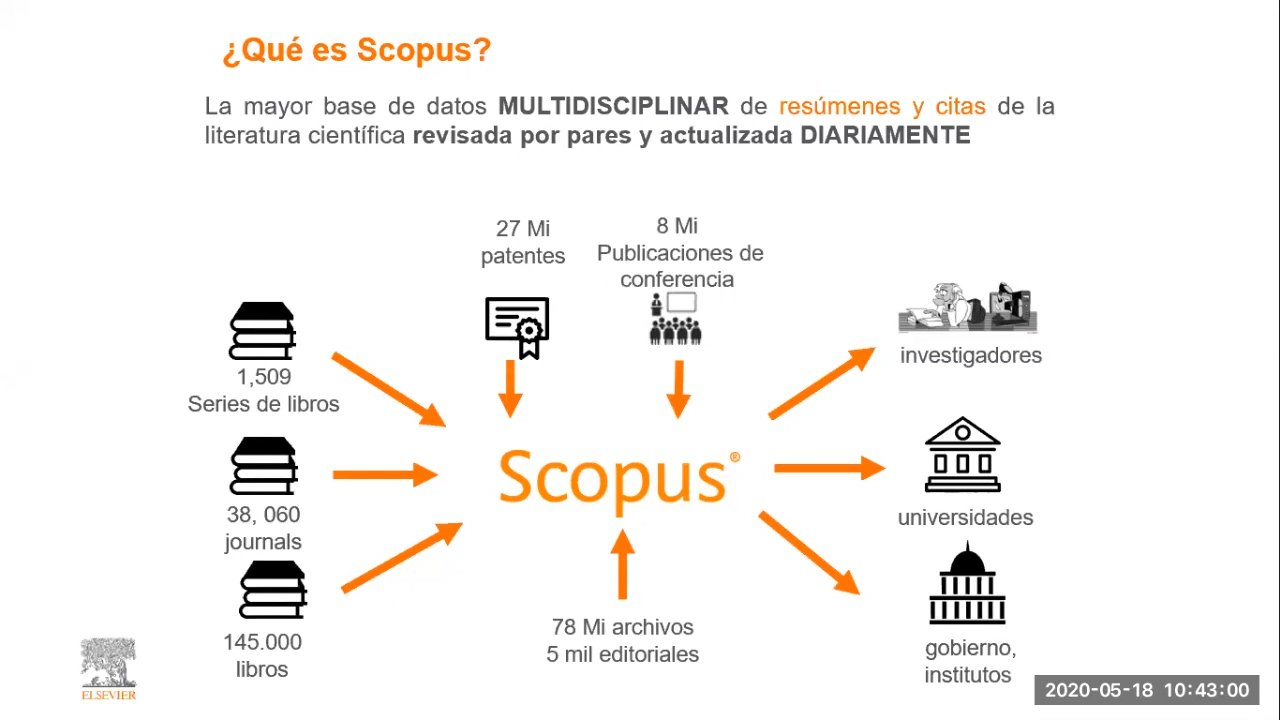 ¿Qué es Scopus?
La mayor base de datos MULTIDISCIPLINAR de resúmenes y citas de la
literatura científica revisada por pares y actualizada DIARIAMENTE
27 Mi
patentes
8 Mi
Publicaciones de
conferencia
1,509
Series de libros
38, 060
journals
145.000
libros
Scopus®
78 Mi archivos
5 mil editoriales
investigadores
universidades
gobierno,
institutos
ELSEVIER
2020-05-18 10:43:00